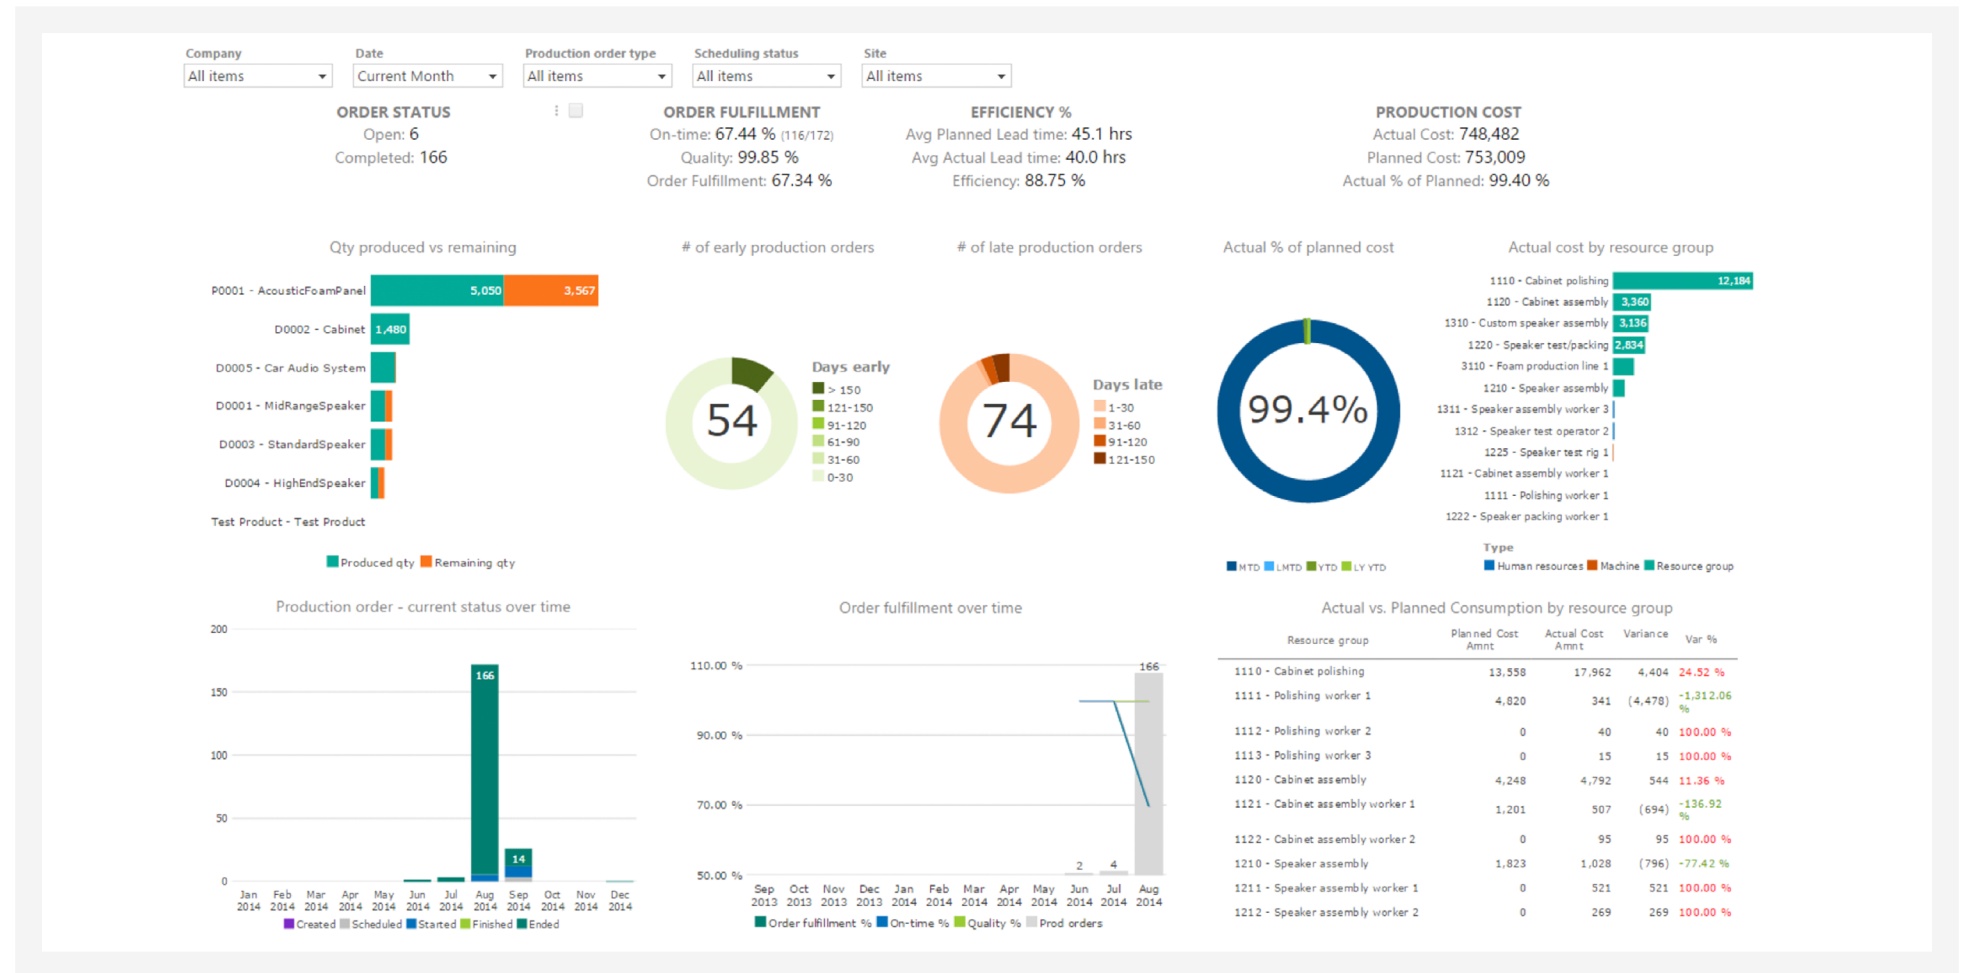 Company Date Production order type Scheduling status Site
All items Current Month All items All items All items
ORDER STATUS
Open: 6
Completed: 166
ORDER FULFILLMENT
On-time: 67.44 % (116/172)
Quality: 99.85 %
Order Fulfillment: 67.34 %
EFFICIENCY %
Avg Planned Lead time: 45.1 hrs
Avg Actual Lead time: 40.0 hrs
Efficiency: 88.75 %
PRODUCTION COST
Actual Cost: 748,482
Planned Cost: 753,009
Actual % of Planned: 99.40 %
Qty produced vs remaining
P0001 - AcousticFoamPanel 5,050 3,567
D0002 - Cabinet 1,480
D0005 - Car Audio System
D0001 - MidRangeSpeaker
D0003 - StandardSpeaker
D0004 - HighEndSpeaker
Test Product - Test Product
Produced qty Remaining qty
# of early production orders
54
Days early
> 150
121-150
91-120
61-90
31-60
0-30
# of late production orders
74
Days late
1-30
31-60
91-120
121-150
Actual % of planned cost
99.4%
MTD LMTD YTD LY YTD
Actual cost by resource group
1110 - Cabinet polishing 12,184
1120 - Cabinet assembly 3,360
1310 - Custom speaker assembly 3,136
1220 - Speaker test/packing 2,834
3110 - Foam production line 1
1210 - Speaker assembly
1311 - Speaker assembly worker 3
1312 - Speaker test operator 2
1225 - Speaker test rig 1
1121 - Cabinet assembly worker 1
1111 - Polishing worker 1
1222 - Speaker packing worker 1
Type
Human resources Machine Resource group
Production order - current status over time
200
150
100
50
0
166
14
Jan Feb Mar Apr May Jun Jul Aug Sep Oct Nov Dec
2014 2014 2014 2014 2014 2014 2014 2014 2014 2014 2014 2014
Created Scheduled Started Finished Ended
Order fulfillment over time
110.00 %
90.00 %
70.00 %
50.00 %
166
2 4
Sep Oct Nov Dec Jan Feb Mar Apr May Jun Jul Aug
2013 2013 2013 2013 2014 2014 2014 2014 2014 2014 2014 2014
Order fulfillment % On-time % Quality % Prod orders
Actual vs. Planned Consumption by resource group
Resource group Planned Cost Amnt Actual Cost Amnt Variance Var %
1110 - Cabinet polishing 13,558 17,962 4,404 24.52 %
1111 - Polishing worker 1 4,820 341 (4,478) -1,312.06 %
1112 - Polishing worker 2 0 40 40 100.00 %
1113 - Polishing worker 3 0 15 15 100.00 %
1120 - Cabinet assembly 4,248 4,792 544 11.36 %
1121 - Cabinet assembly worker 1 1,201 507 (694) -136.92 %
1122 - Cabinet assembly worker 2 0 95 95 100.00 %
1210 - Speaker assembly 1,823 1,028 (796) -77.42 %
1211 - Speaker assembly worker 1 0 521 521 100.00 %
1212 - Speaker assembly worker 2 0 269 269 100.00 %